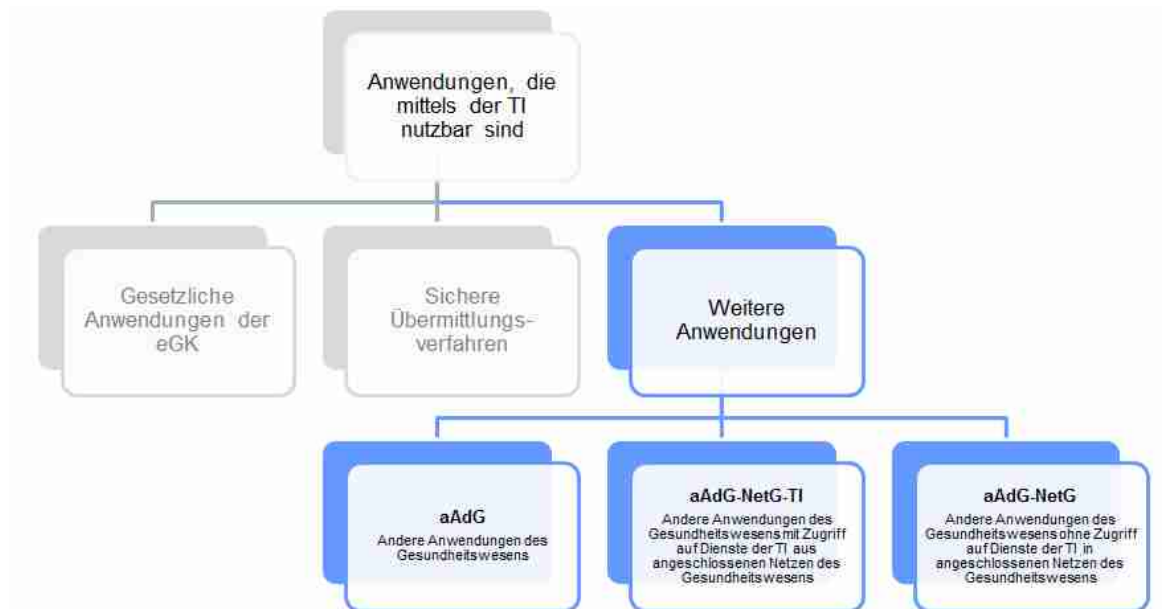 Anwendungen, die
mittels der TI
nutzbar sind
Gesetzliche
Anwendungen der
eGK
Sichere
Übermittlungs-
verfahren
Weitere
Anwendungen
aAdG
Andere Anwendungen des
Gesundheitswesens
aAdG-NetG-TI
Andere Anwendungen des
Gesundheitswesens mit Zugriff
auf Dienste der TI aus
angeschlossenen Netzen des
Gesundheitswesens
aAdG-NetG
Andere Anwendungen des
Gesundheitswesens ohne Zugriff
auf Dienste der TI in
angeschlossenen Netzen des
Gesundheitswesens